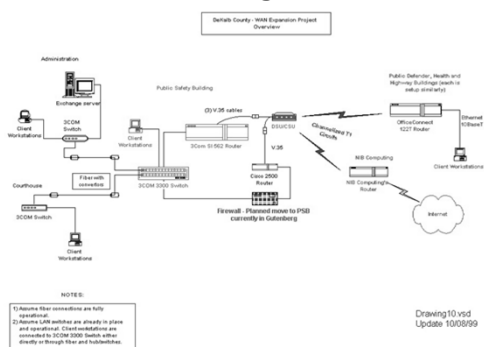 DeKalb County - WAN Expansion Project
Overview
Administration
Exchange server
Client
Workstations
3COM
Switch
Public Safety Building
(3) V.35 cables
3Com SI 562 Router
DSU/CSU
Client
Workstations
Fiber with
converters
3COM 3300 Switch
V.35
Cisco 2500
Router
Firewall - Planned move to PSB
currently in Gutenberg
Courthouse
3COM Switch
Client
Workstations
Channelized T1
Circuits
Public Defender, Health and
Highway Buildings (each is
setup similarly)
OfficeConnect
122T Router
Ethernet
10BaseT
Client Workstations
NIB Computing
NIB Computing's
Router
Internet
NOTES:
1) Assume fiber connections are fully
operational.
2) Assume LAN switches are already in place
and operational. Client workstations are
connected to 3COM 3300 Switch either
directly or through fiber and hub/switches.
Drawing10.vsd
Update 10/08/99